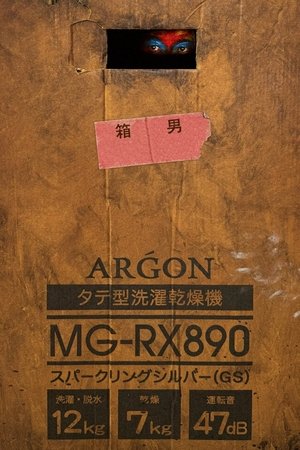 箱 男
ARǴON
タテ型洗濯乾燥機
MG-RX890
スパークリングシルバー(GS)
洗濯・脱水 乾燥 運転音
12kg 7kg 47dB